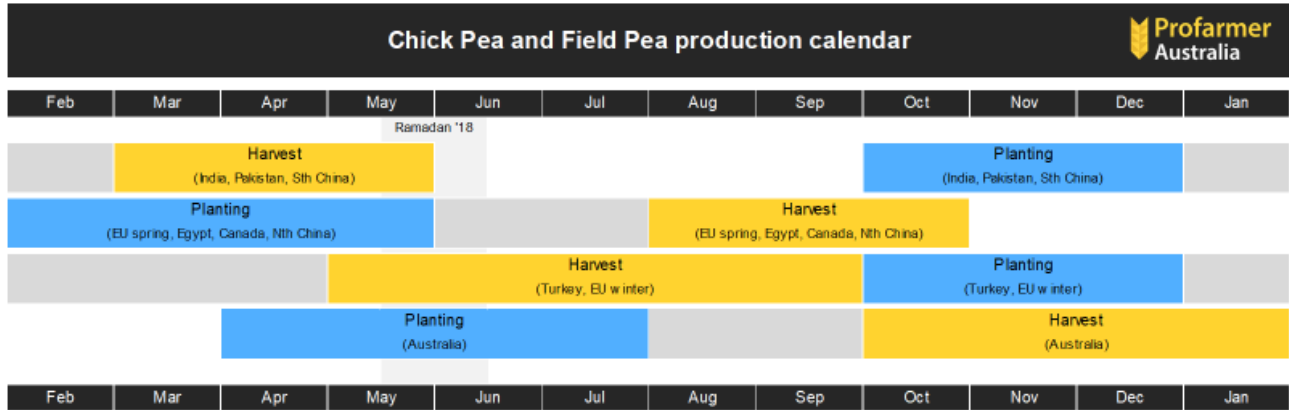 Chick Pea and Field Pea production calendar
Profarmer
Australia
Feb Mar Apr May Jun Jul Aug Sep Oct Nov Dec Jan
Ramadan '18
Harvest Planting
(India, Pakistan, Sth China) (India, Pakistan, Sth China)
Planting Harvest
(EU spring, Egypt, Canada, Nth China) (EU spring, Egypt, Canada, Nth China)
Harvest Planting
(Turkey, EU winter) (Turkey, EU winter)
Planting Harvest
(Australia) (Australia)
Feb Mar Apr May Jun Jul Aug Sep Oct Nov Dec Jan